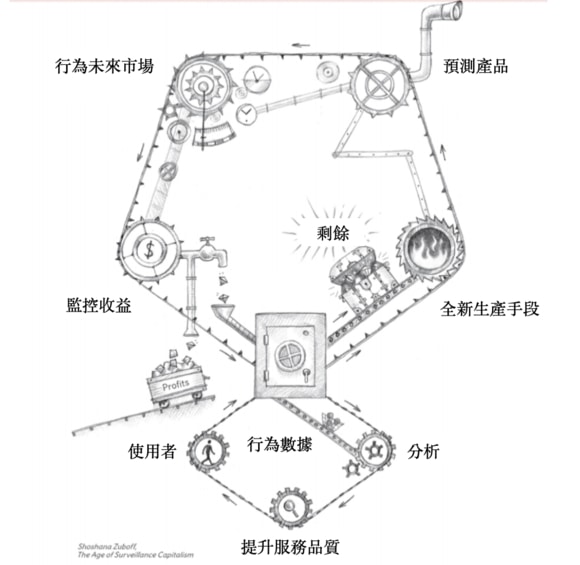 行為未來市場
預測產品
剩餘
$
監控收益
全新生產手段
Profits
使用者
行為數據
分析
提升服務品質
Shoshana Zuboff,
The Age of Surveillance Capitalism